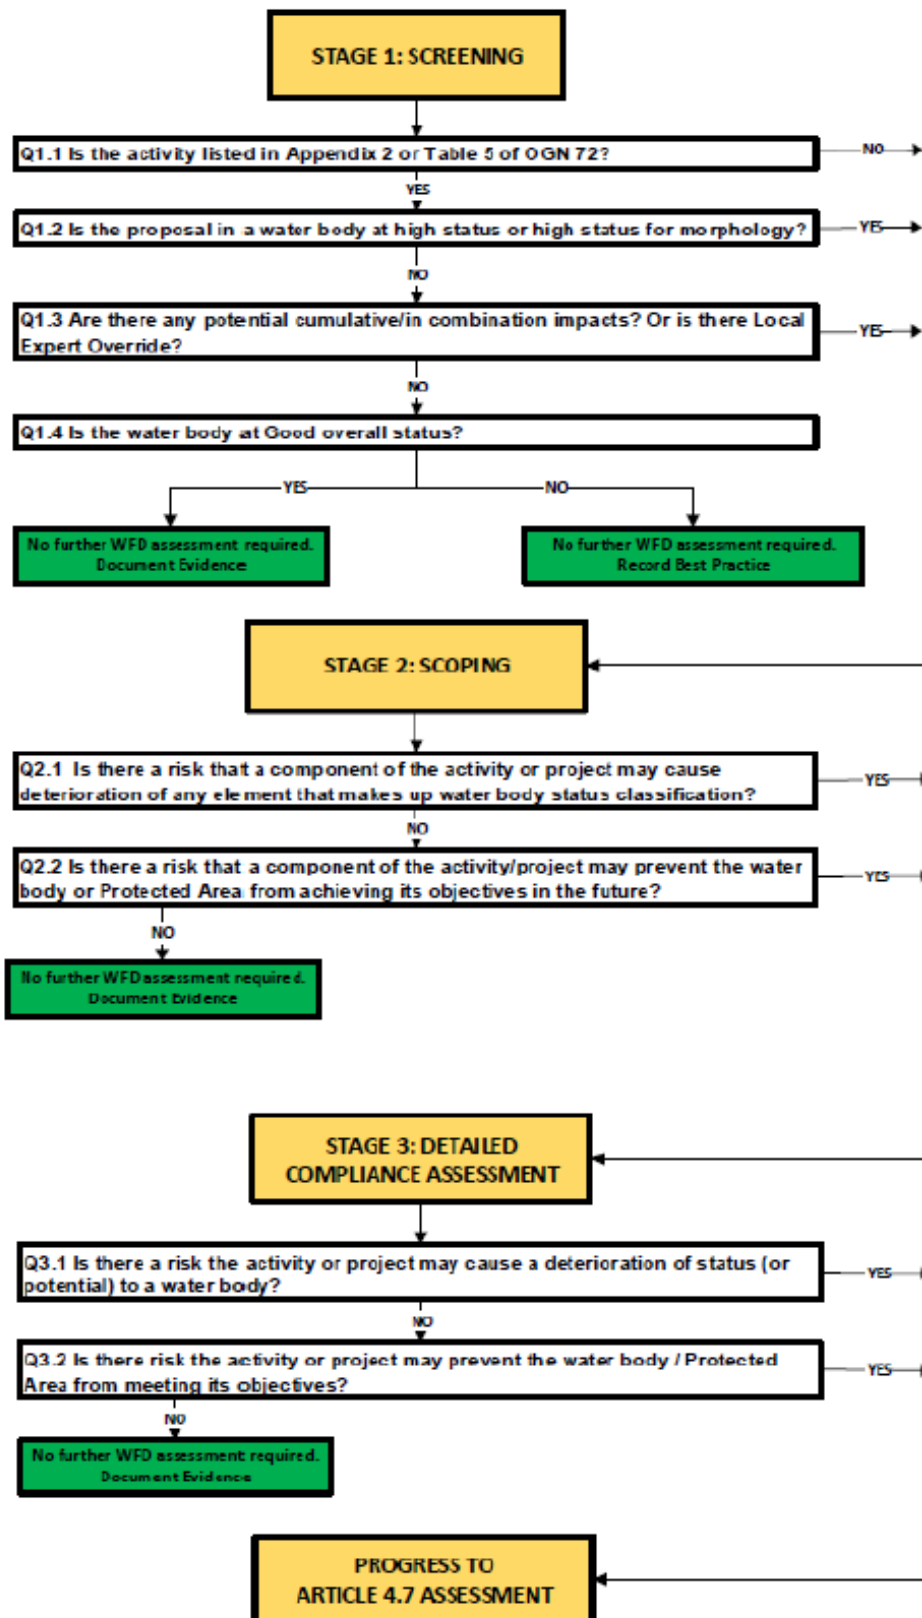 STAGE 1: SCREENING
Q1.1 Is the activity listed in Appendix 2 or Table 5 of OGN 72?
NO
YES
Q1.2 Is the proposal in a water body at high status or high status for morphology?
YES
NO
Q1.3 Are there any potential cumulative/in combination impacts? Or is there Local
Expert Override?
YES
NO
Q1.4 Is the water body at Good overall status?
YES
NO
No further WFD assessment required.
Document Evidence
No further WFD assessment required.
Record Best Practice
STAGE 2: SCOPING
Q2.1 Is there a risk that a component of the activity or project may cause
deterioration of any element that makes up water body status classification?
YES
NO
Q2.2 Is there a risk that a component of the activity/project may prevent the water
body or Protected Area from achieving its objectives in the future?
YES
NO
No further WFD assessment required.
Document Evidence
STAGE 3: DETAILED
COMPLIANCE ASSESSMENT
Q3.1 Is there a risk the activity or project may cause a deterioration of status (or
potential) to a water body?
YES
NO
Q3.2 Is there risk the activity or project may prevent the water body / Protected
Area from meeting its objectives?
YES
NO
No further WFD assessment required.
Document Evidence
PROGRESS TO
ARTICLE 4.7 ASSESSMENT